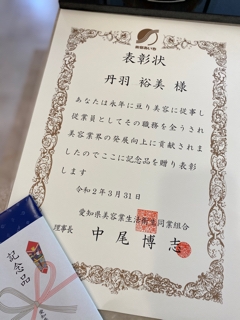 表彰状
丹羽 裕美 様
あなたは永年に亘り美容に従事し
従業員としてその職務を全うされ
美容業界の発展向上に貢献されま
したのでここに記念品を贈り表彰
します
令和2年3月31日
愛知県美容業生活衛生同業組合
理事長 中尾博志
記念品